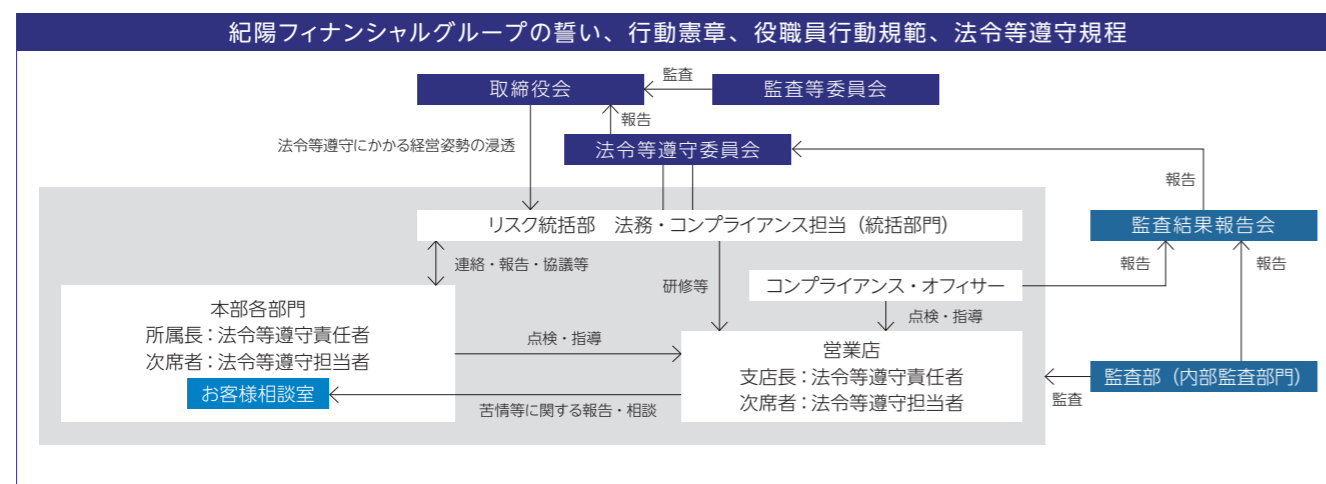 紀陽フィナンシャルグループの誓い、行動憲章、役職員行動規範、法令等遵守規程
取締役会
監査
監査等委員会
報告
法令等遵守にかかる経営姿勢の浸透
法令等遵守委員会
報告
リスク統括部 法務・コンプライアンス担当（統括部門）
監査結果報告会
連絡・報告・協議等
報告
報告
研修等
コンプライアンス・オフィサー
本部各部門
所属長：法令等遵守責任者
次席者：法令等遵守担当者
お客様相談室
点検・指導
点検・指導
営業店
支店長：法令等遵守責任者
次席者：法令等遵守担当者
監査部（内部監査部門）
監査
苦情等に関する報告・相談